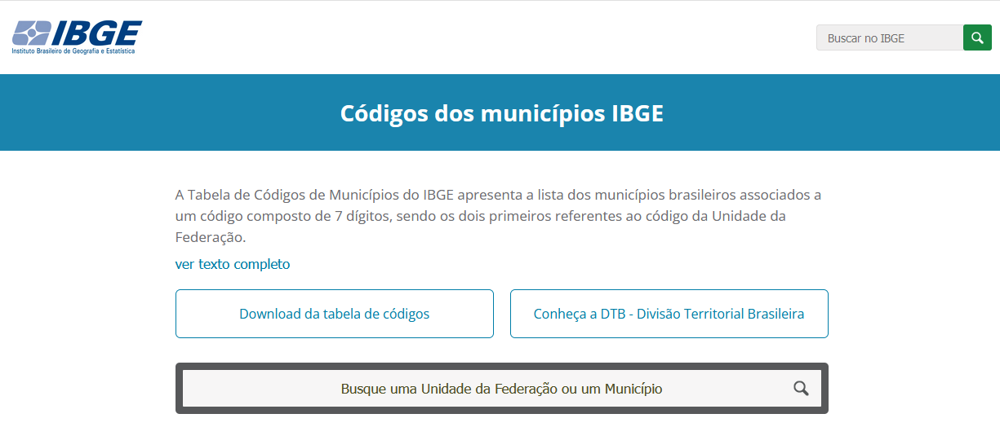 IBGE
Instituto Brasileiro de Geografia e Estatística
Buscar no IBGE
Códigos dos municípios IBGE
A Tabela de Códigos de Municípios do IBGE apresenta a lista dos municípios brasileiros associados a
um código composto de 7 dígitos, sendo os dois primeiros referentes ao código da Unidade da
Federação.
ver texto completo
Download da tabela de códigos
Conheça a DTB - Divisão Territorial Brasileira
Busque uma Unidade da Federação ou um Município